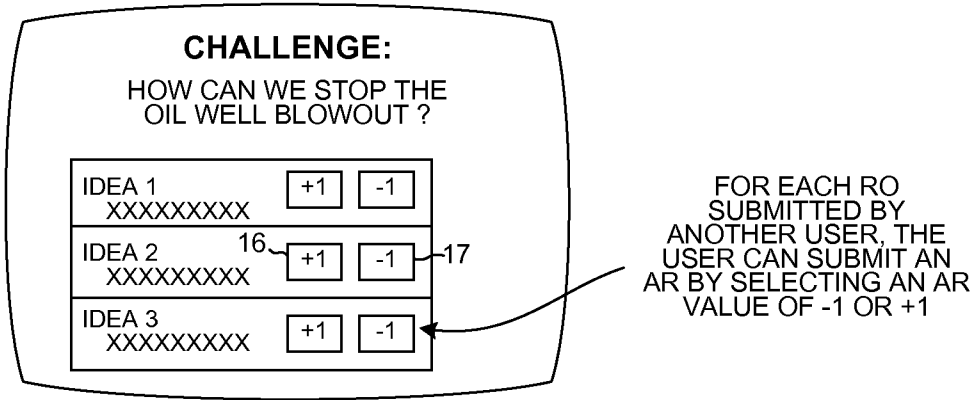 CHALLENGE:
HOW CAN WE STOP THE
OIL WELL BLOWOUT ?
IDEA 1
XXXXXXXXX
+1
-1
IDEA 2
XXXXXXXXX
16
+1
-1
17
IDEA 3
XXXXXXXXX
+1
-1
FOR EACH RO
SUBMITTED BY
ANOTHER USER, THE
USER CAN SUBMIT AN
AR BY SELECTING AN AR
VALUE OF -1 OR +1